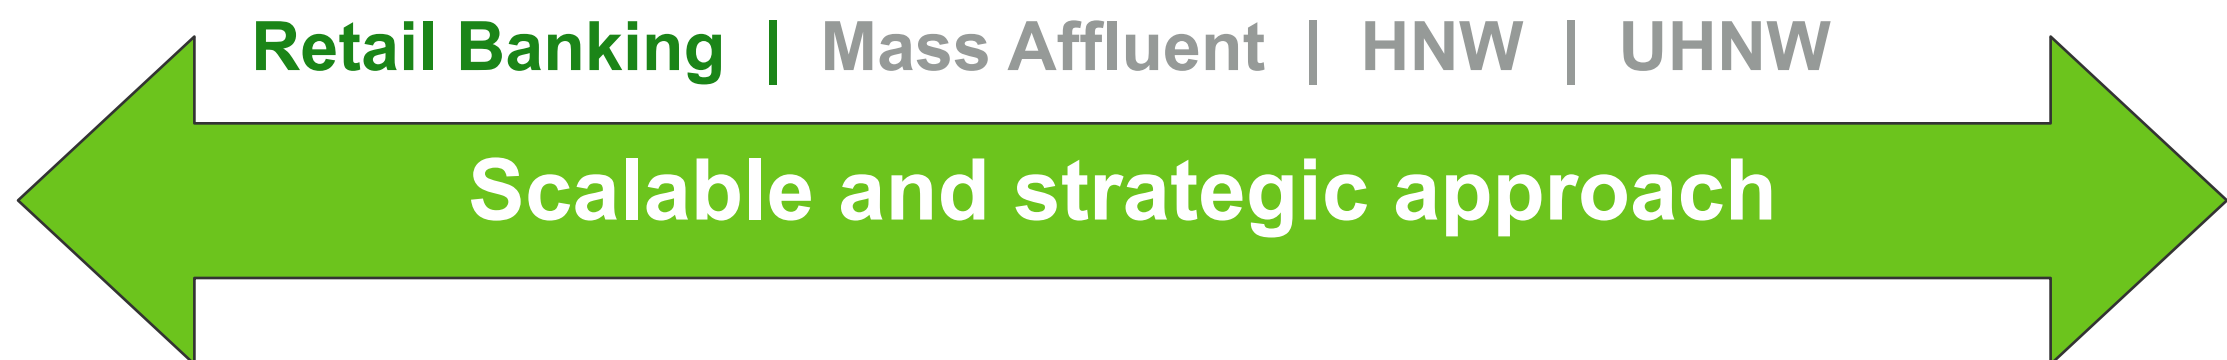 Retail Banking | Mass Affluent | HNW | UHNW
Scalable and strategic approach